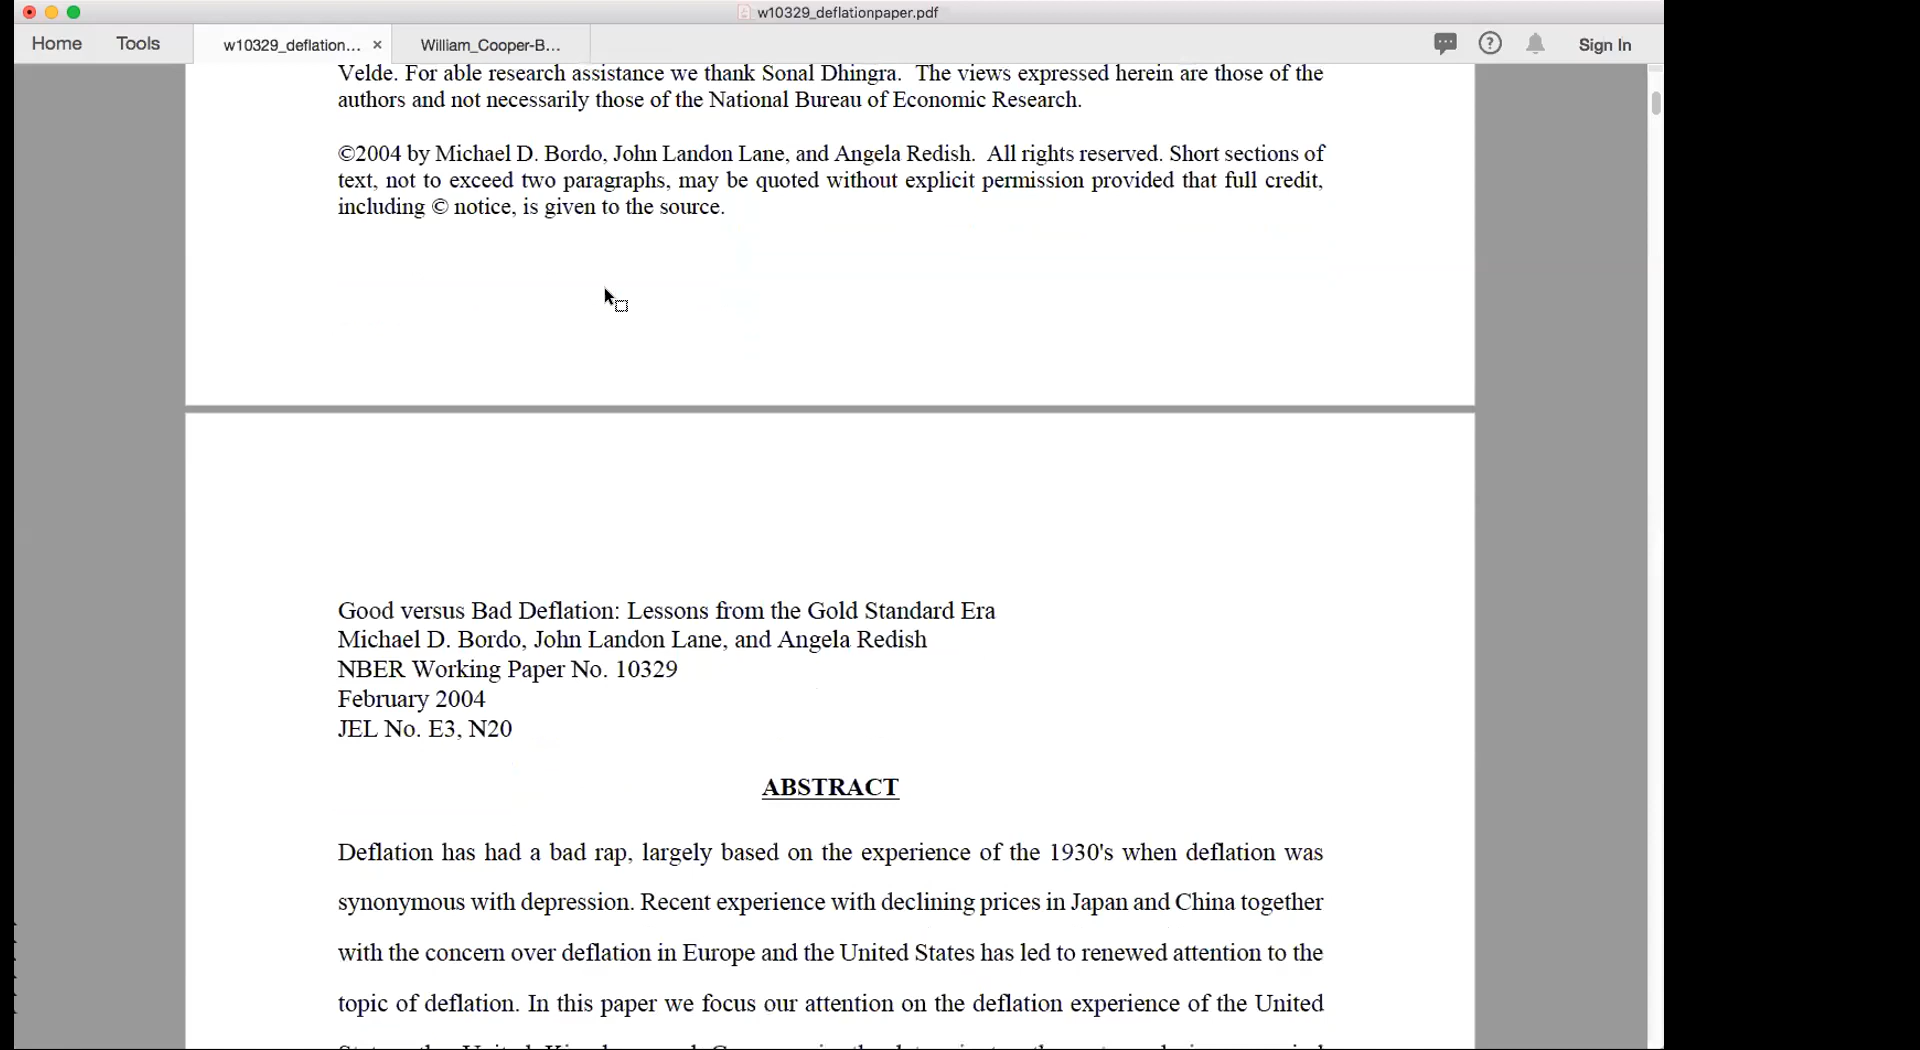 w10329_deflationpaper.pdf
Home
Tools
w10329_deflation... ×
William_Cooper-B...
?
Sign In
Velde. For able research assistance we thank Sonal Dhingra. The views expressed herein are those of the
authors and not necessarily those of the National Bureau of Economic Research.
©2004 by Michael D. Bordo, John Landon Lane, and Angela Redish. All rights reserved. Short sections of
text, not to exceed two paragraphs, may be quoted without explicit permission provided that full credit,
including © notice, is given to the source.
Good versus Bad Deflation: Lessons from the Gold Standard Era
Michael D. Bordo, John Landon Lane, and Angela Redish
NBER Working Paper No. 10329
February 2004
JEL No. E3, N20
ABSTRACT
Deflation has had a bad rap, largely based on the experience of the 1930's when deflation was
synonymous with depression. Recent experience with declining prices in Japan and China together
with the concern over deflation in Europe and the United States has led to renewed attention to the
topic of deflation. In this paper we focus our attention on the deflation experience of the United